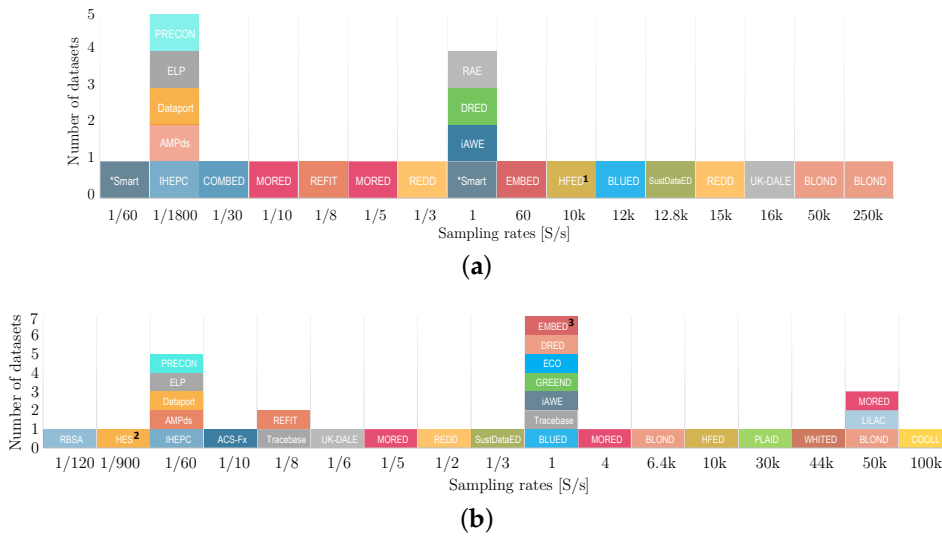 5
PRECON
4
ELP
RAE
3
Dataport
DRED
2
AMPds
iAWE
1
*Smart IHEPC COMBED MORED REFIT MORED REDD *Smart EMBED HFED1 BLUED SustDataED REDD UK-DALE BLOND BLOND
0
Number of datasets
1/60 1/1800 1/30 1/10 1/8 1/5 1/3 1 60 10k 12k 12.8k 15k 16k 50k 250k
Sampling rates [S/s]
(a)
7
EMBED3
6
DRED
5
PRECON ECO
4
ELP GREEND
3
Dataport iAWE MORED
2
AMPds REFIT Tracebase LILAC
1
RBSA HES2 IHEPC ACS-Fx Tracebase UK-DALE MORED REDD SustDataED BLUED MORED BLOND HFED PLAID WHITED BLOND COOLL
0
Number of datasets
1/120 1/900 1/60 1/10 1/8 1/6 1/5 1/2 1/3 1 4 6.4k 10k 30k 44k 50k 100k
Sampling rates [S/s]
(b)